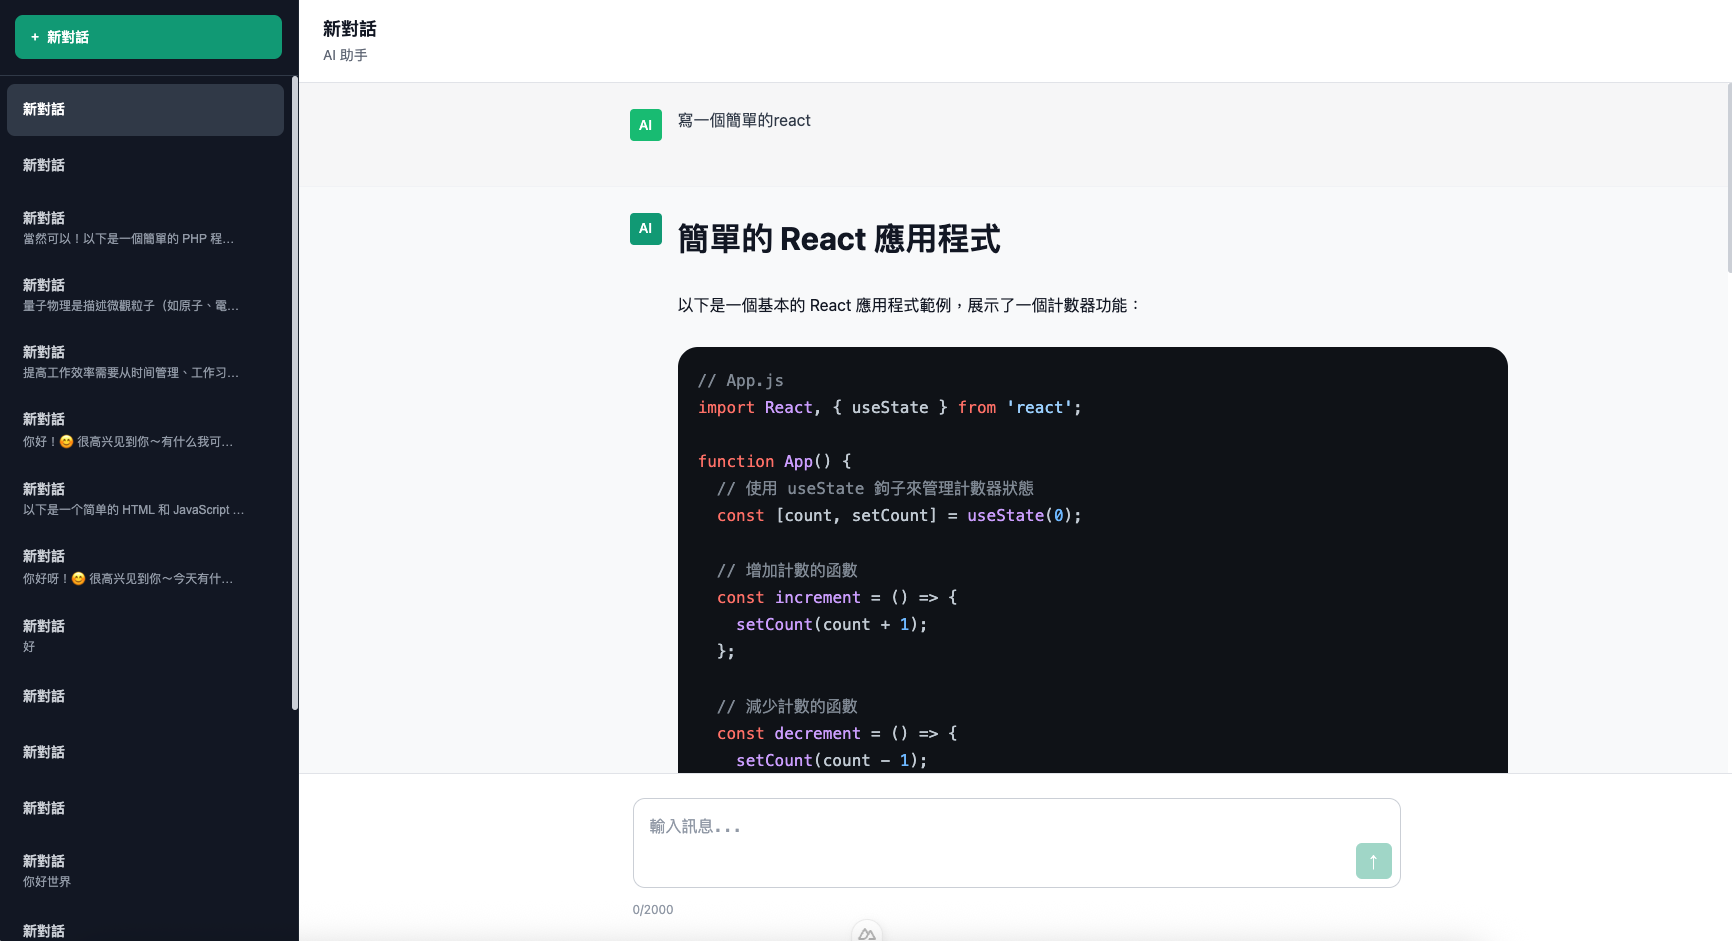 + 新對話
新對話
新對話
新對話
當然可以！以下是一個簡單的 PHP 程...
新對話
量子物理是描述微觀粒子（如原子、電...
新對話
提高工作效率需要从时间管理、工作习...
新對話
你好！😊 很高兴见到你～有什么我可...
新對話
以下是一个简单的 HTML 和 JavaScript ...
新對話
你好呀！😊 很高兴见到你～今天有什...
新對話
好
新對話
新對話
新對話
新對話
你好世界
新對話
新對話
AI 助手
AI 寫一個簡單的react
AI 簡單的 React 應用程式
以下是一個基本的 React 應用程式範例，展示了一個計數器功能：
// App.js
import React, { useState } from 'react';
function App() {
  // 使用 useState 鉤子來管理計數器狀態
  const [count, setCount] = useState(0);
  // 增加計數的函數
  const increment = () => {
    setCount(count + 1);
  };
  // 減少計數的函數
  const decrement = () => {
    setCount(count - 1);
輸入訊息...
↑
0/2000